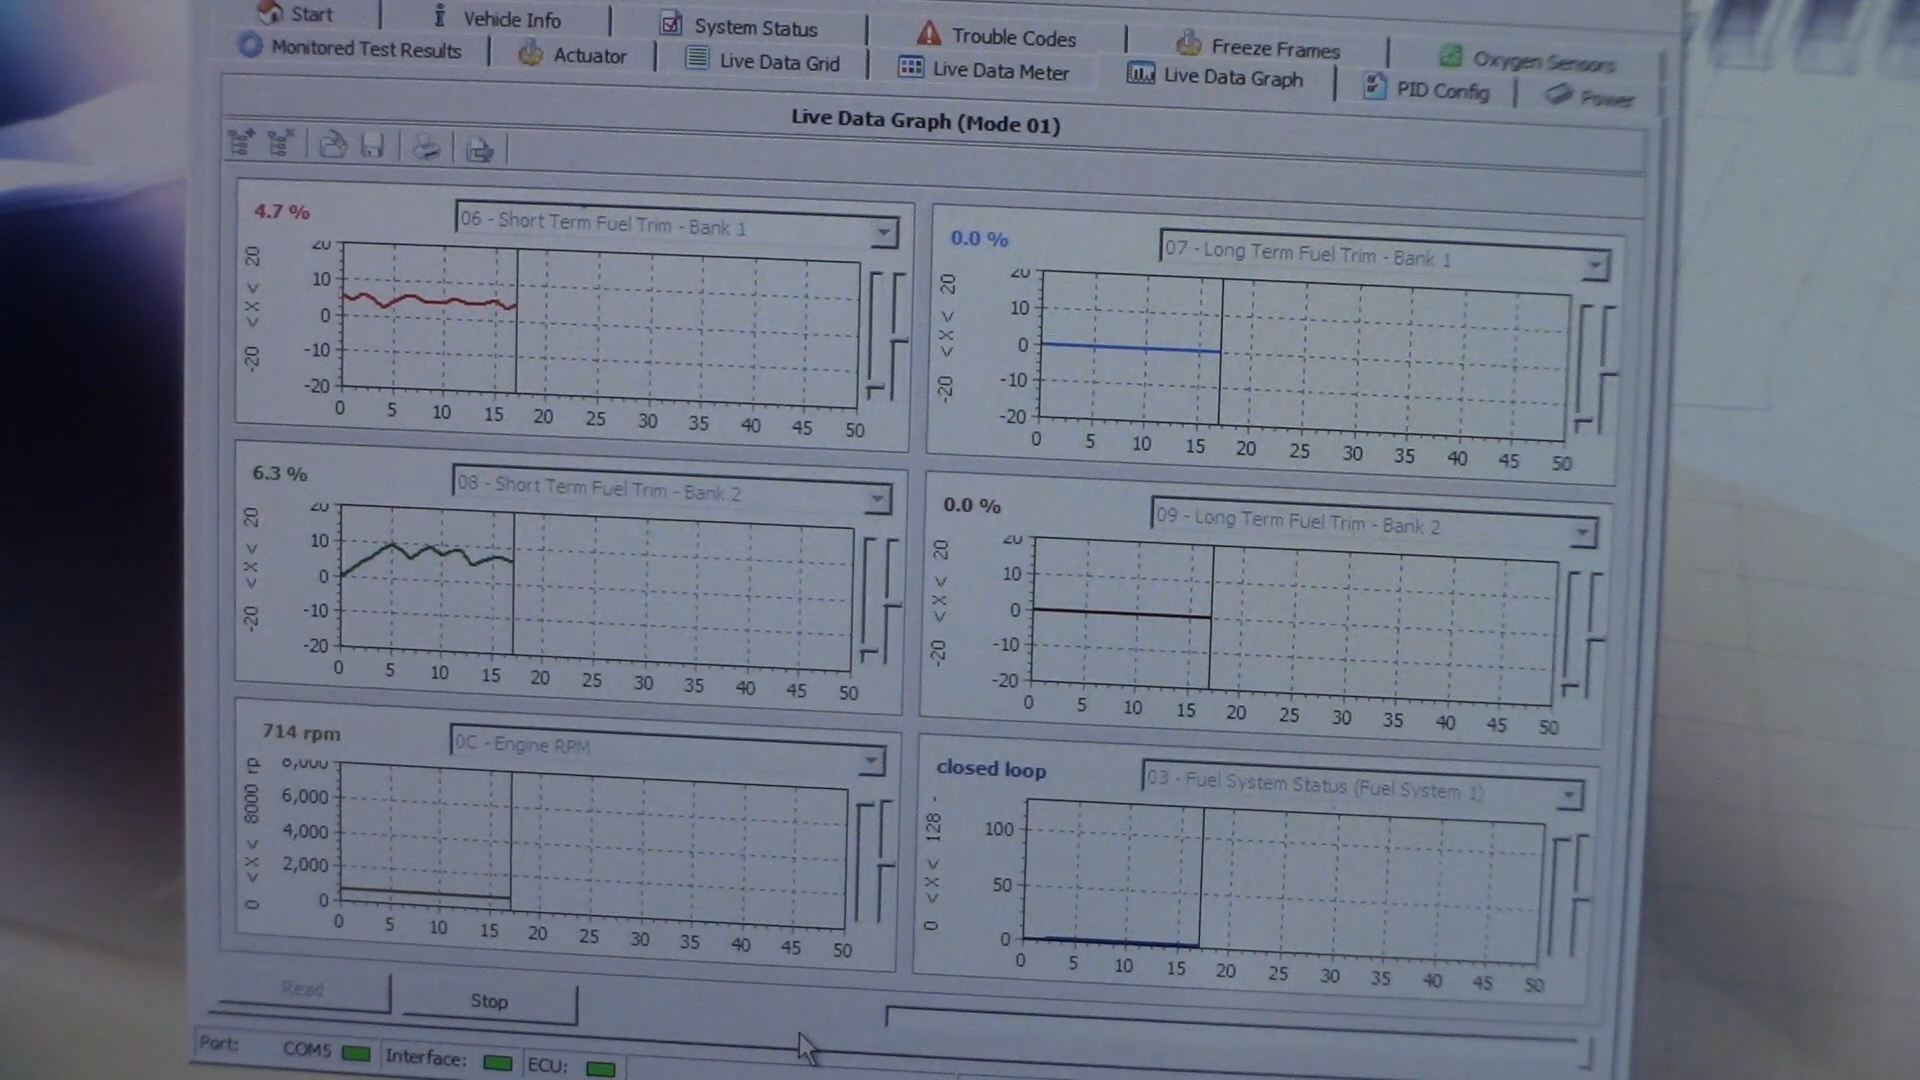 Start Vehicle Info System Status Trouble Codes Freeze Frames Oxygen Sensors
Monitored Test Results Actuator Live Data Grid Live Data Meter Live Data Graph PID Config Power
Live Data Graph (Mode 01)
4.7 % 06 - Short Term Fuel Trim - Bank 1
-20 < X < 20
20
10
0
-10
-20
0 5 10 15 20 25 30 35 40 45 50
0.0 % 07 - Long Term Fuel Trim - Bank 1
-20 < X < 20
20
10
0
-10
-20
0 5 10 15 20 25 30 35 40 45 50
6.3 % 08 - Short Term Fuel Trim - Bank 2
-20 < X < 20
20
10
0
-10
-20
0 5 10 15 20 25 30 35 40 45 50
0.0 % 09 - Long Term Fuel Trim - Bank 2
-20 < X < 20
20
10
0
-10
-20
0 5 10 15 20 25 30 35 40 45 50
714 rpm 0C - Engine RPM
0 < X < 8000 rp
8,000
6,000
4,000
2,000
0
0 5 10 15 20 25 30 35 40 45 50
closed loop 03 - Fuel System Status (Fuel System 1)
0 < X < 128 -
100
50
0
0 5 10 15 20 25 30 35 40 45 50
Read Stop
Port: COM5 Interface: ECU: